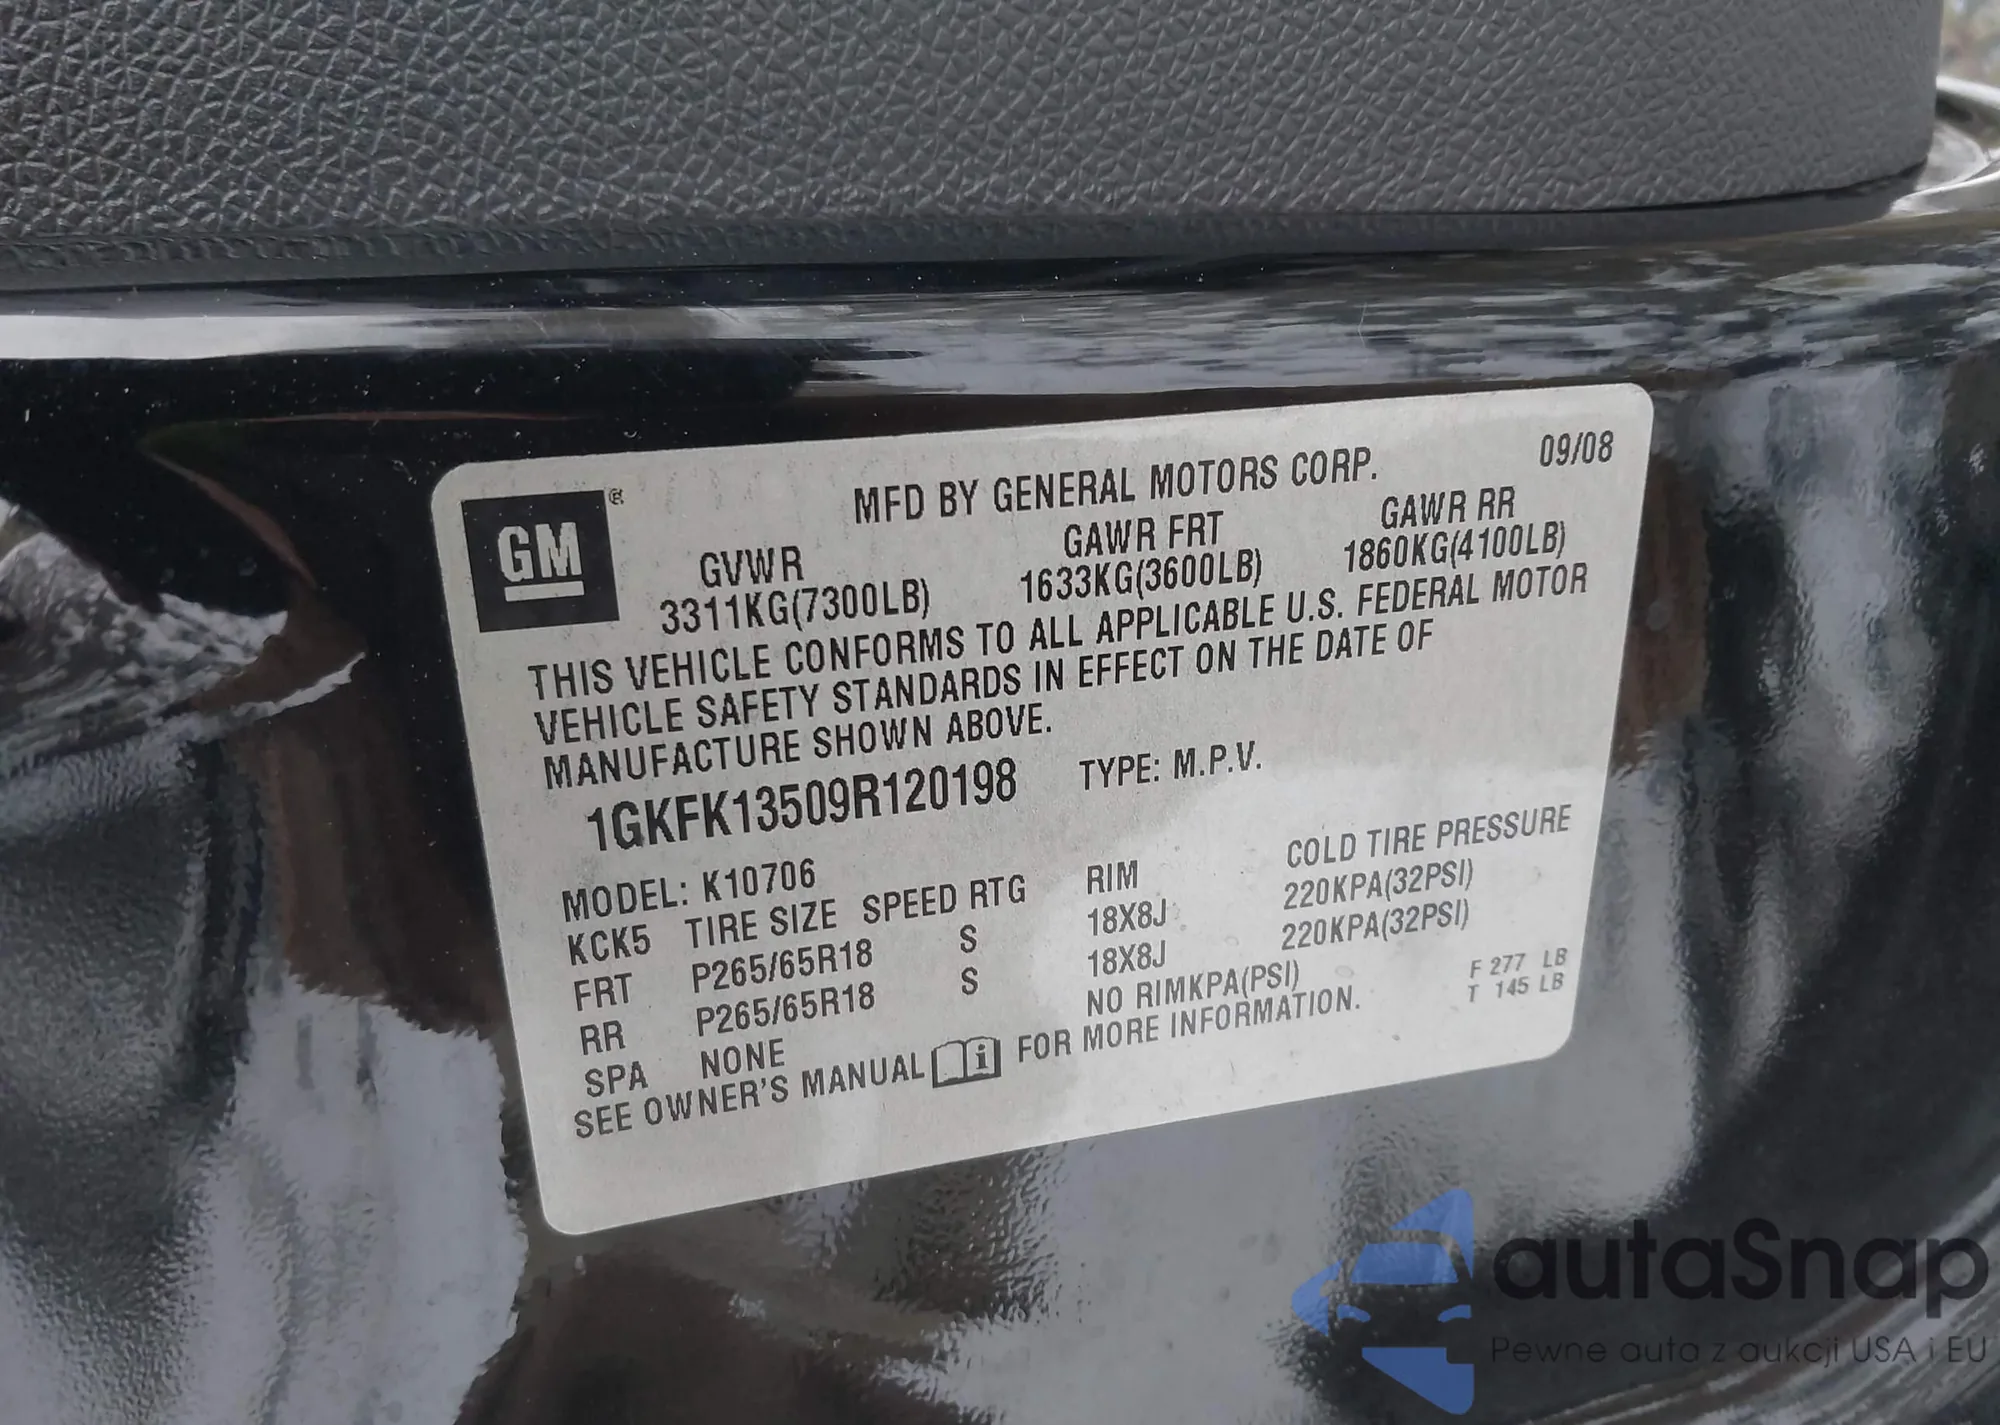 MFD BY GENERAL MOTORS CORP. 09/08
GM ®
GVWR GAWR FRT GAWR RR
3311KG(7300LB) 1633KG(3600LB) 1860KG(4100LB)
THIS VEHICLE CONFORMS TO ALL APPLICABLE U.S. FEDERAL MOTOR
VEHICLE SAFETY STANDARDS IN EFFECT ON THE DATE OF
MANUFACTURE SHOWN ABOVE.
1GKFK13509R120198 TYPE: M.P.V.
MODEL: K10706
KCK5 TIRE SIZE SPEED RTG RIM COLD TIRE PRESSURE
FRT P265/65R18 S 18X8J 220KPA(32PSI)
RR P265/65R18 S 18X8J 220KPA(32PSI)
SPA NONE NO RIMKPA(PSI) F 277 LB
SEE OWNER'S MANUAL i FOR MORE INFORMATION. T 145 LB
autaSnap
Pewne auta z aukcji USA i EU